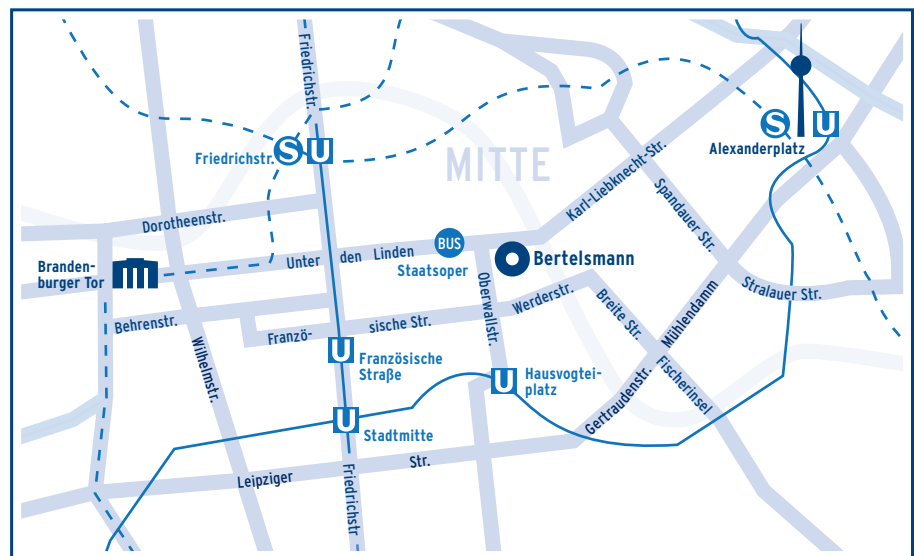 Friedrichstr.
MITTE
S
U
Friedrichstr.
S
U
Alexanderplatz
Karl-Liebknecht-Str.
Spandauer Str.
Dorotheenstr.
Unter den Linden
BUS
Staatsoper
Bertelsmann
Branden-
burger Tor
Oberwallstr.
Werderstr.
Breite Str.
Mühlendamm
Stralauer Str.
Behrenstr.
Franzö- sische Str.
Wilhelmstr.
U
Französische
Straße
U
Hausvogtei-
platz
Fischerinsel
Gertraudenstr.
U
Stadtmitte
Leipziger Str.
Friedrichstr